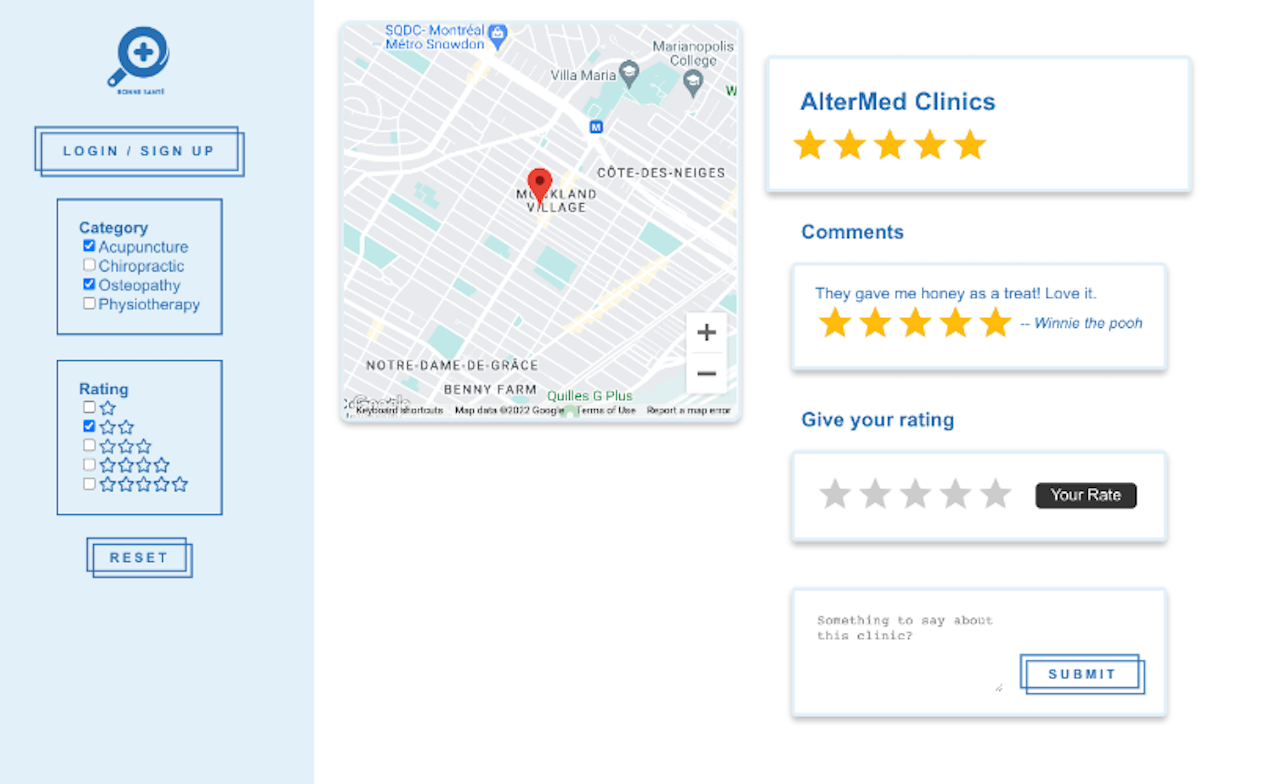 BONNE SANTÉ
LOGIN / SIGN UP
Category
Acupuncture
Chiropractic
Osteopathy
Physiotherapy
Rating
RESET
SQDC- Montréal
– Métro Snowdon
Marianopolis
College
Villa Maria
W
M
CÔTE-DES-NEIGES
MONKLAND
VILLAGE
NOTRE-DAME-DE-GRÂCE
BENNY FARM
Quilles G Plus
Google
Keyboard shortcuts Map data ©2022 Google Terms of Use Report a map error
AlterMed Clinics
Comments
They gave me honey as a treat! Love it.
-- Winnie the pooh
Give your rating
Your Rate
Something to say about
this clinic?
SUBMIT